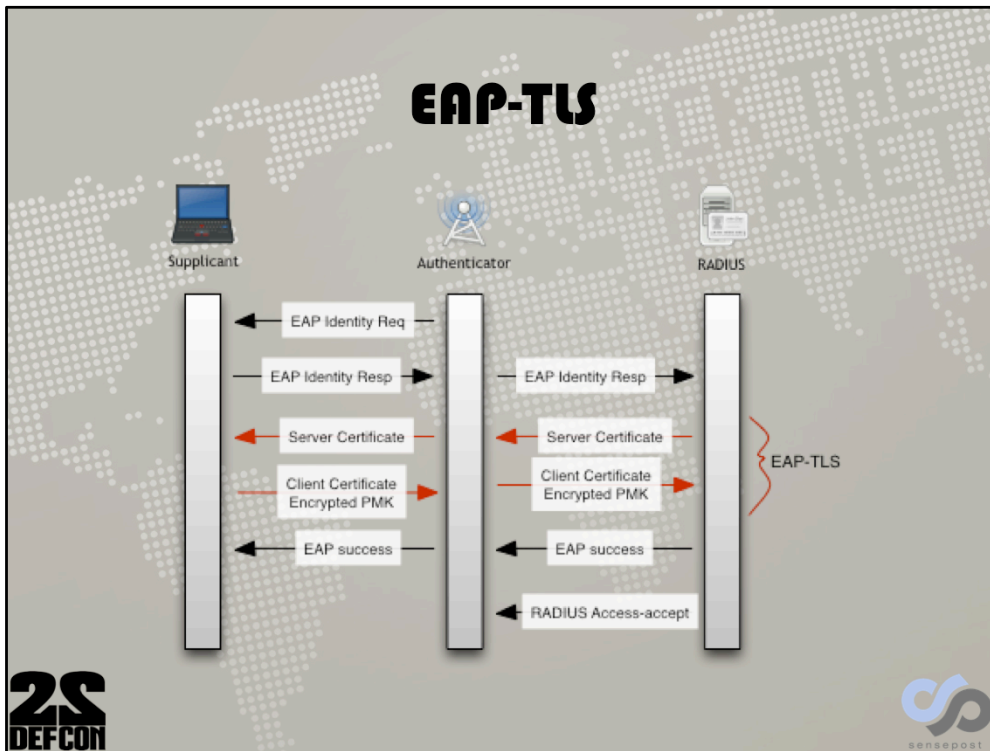 EAP-TLS
Supplicant
Authenticator
RADIUS
EAP Identity Req
EAP Identity Resp
EAP Identity Resp
Server Certificate
Server Certificate
EAP-TLS
Client Certificate
Encrypted PMK
Client Certificate
Encrypted PMK
EAP success
EAP success
RADIUS Access-accept
22
DEFCON
sensepost